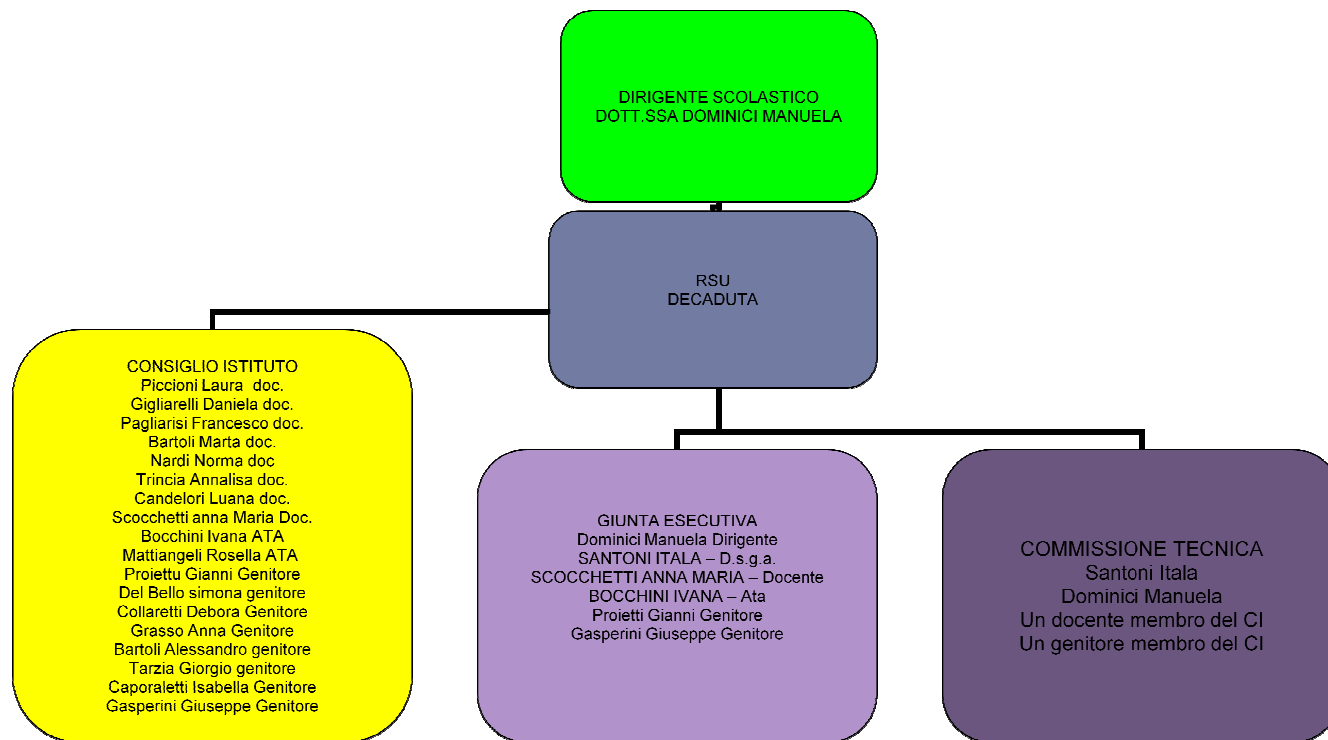 DIRIGENTE SCOLASTICO
DOTT.SSA DOMINICI MANUELA
RSU
DECADUTA
CONSIGLIO ISTITUTO
Piccioni Laura  doc.
Gigliarelli Daniela doc.
Pagliarisi Francesco doc.
Bartoli Marta doc.
Nardi Norma doc
Trincia Annalisa doc.
Candelori Luana doc.
Scocchetti anna Maria Doc.
Bocchini Ivana ATA
Mattiangeli Rosella ATA
Proiettu Gianni Genitore
Del Bello simona genitore
Collaretti Debora Genitore
Grasso Anna Genitore
Bartoli Alessandro genitore
Tarzia Giorgio genitore
Caporaletti Isabella Genitore
Gasperini Giuseppe Genitore
GIUNTA ESECUTIVA
Dominici Manuela Dirigente
SANTONI ITALA – D.s.g.a.
SCOCCHETTI ANNA MARIA – Docente
BOCCHINI IVANA – Ata
Proietti Gianni Genitore
Gasperini Giuseppe Genitore
COMMISSIONE TECNICA
Santoni Itala
Dominici Manuela
Un docente membro del CI
Un genitore membro del CI